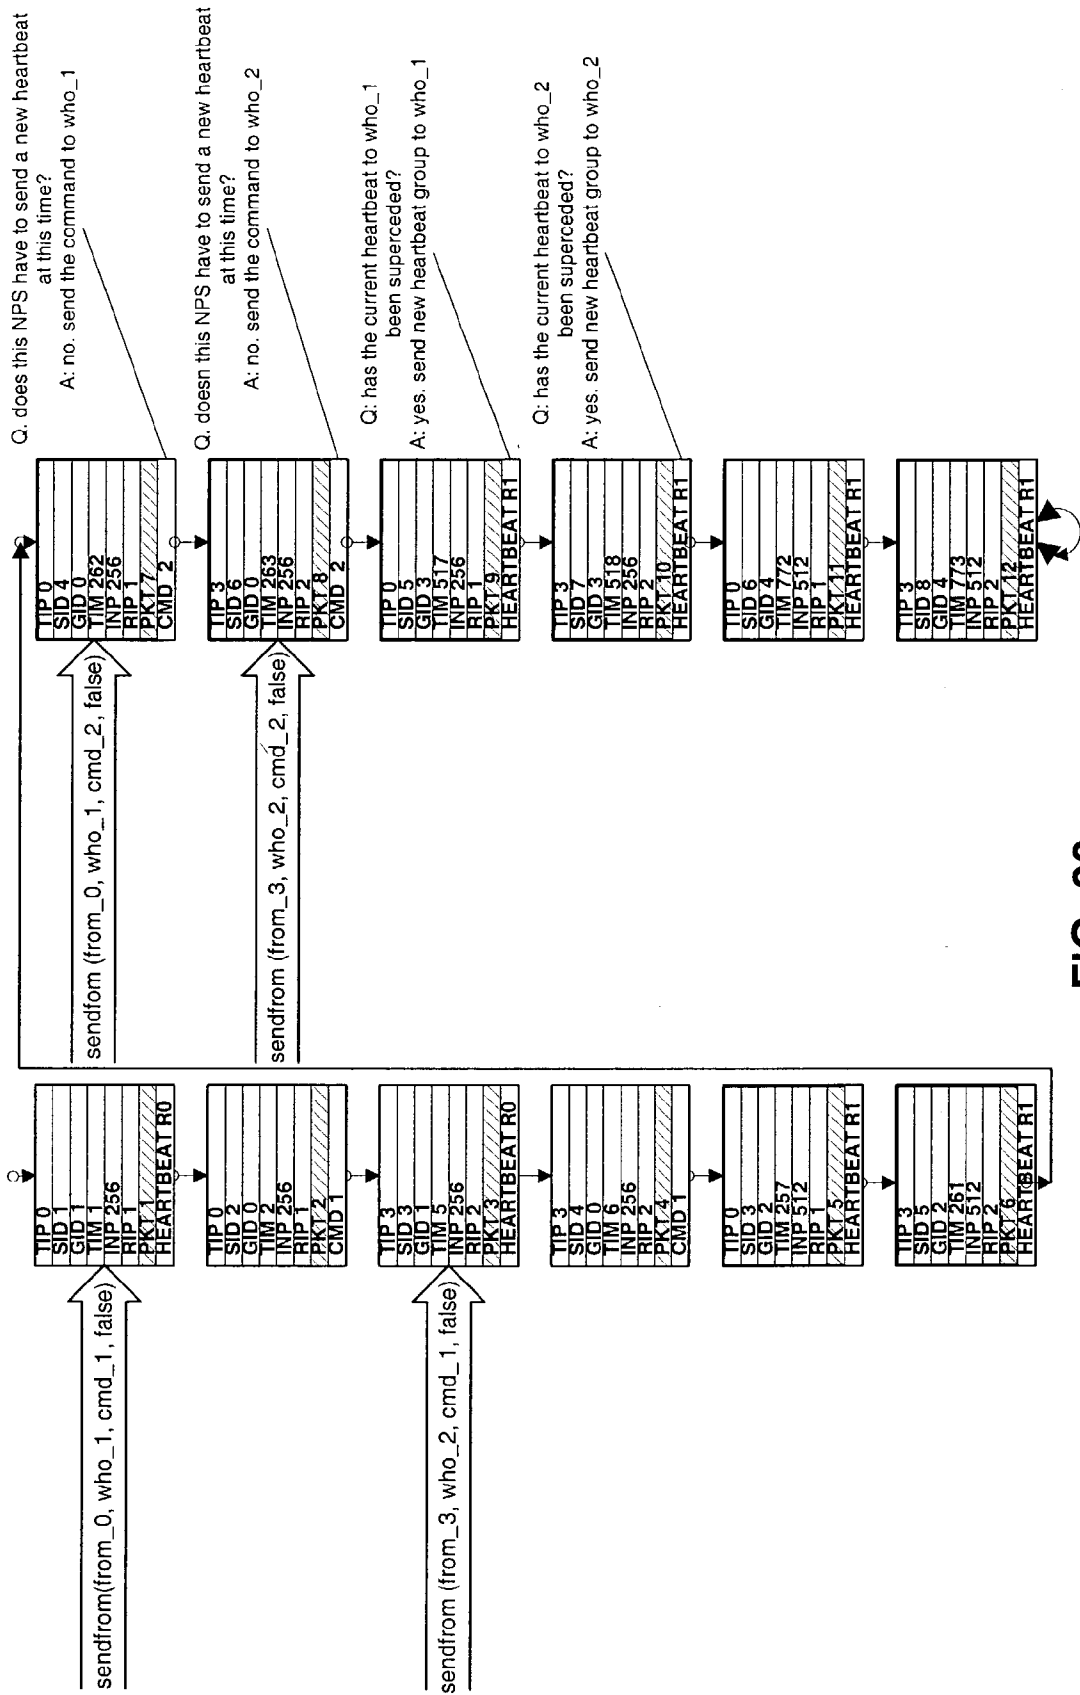 sendfrom(from_0, who_1, cmd_1, false)
TIP 0
SID 1
GID 1
TIM 1
INP 256
RIP 1
PKT 1
HEARTBEAT R0
TIP 0
SID 2
GID 0
TIM 2
INP 256
RIP 1
PKT 2
CMD 1
sendfrom (from_3, who_2, cmd_1, false)
TIP 3
SID 3
GID 1
TIM 5
INP 256
RIP 2
PKT 3
HEARTBEAT R0
TIP 3
SID 4
GID 0
TIM 6
INP 256
RIP 2
PKT 4
CMD 1
TIP 0
SID 3
GID 2
TIM 257
INP 512
RIP 1
PKT 5
HEARTBEAT R1
TIP 3
SID 5
GID 2
TIM 261
INP 512
RIP 2
PKT 6
HEARTBEAT R1
sendfom (from_0, who_1, cmd_2, false)
TIP 0
SID 4
GID 0
TIM 262
INP 256
RIP 1
PKT 7
CMD 2
Q. does this NPS have to send a new heartbeat
at this time?
A: no. send the command to who_1
sendfrom (from_3, who_2, cmd_2, false)
TIP 3
SID 6
GID 0
TIM 263
INP 256
RIP 2
PKT 8
CMD 2
Q. doesn this NPS have to send a new heartbeat
at this time?
A: no. send the command to who_2
TIP 0
SID 5
GID 3
TIM 517
INP 256
RIP 1
PKT 9
HEARTBEAT R1
Q: has the current heartbeat to who_1
been superceded?
A: yes. send new heartbeat group to who_1
TIP 3
SID 7
GID 3
TIM 518
INP 256
RIP 2
PKT 10
HEARTBEAT R1
Q: has the current heartbeat to who_2
been superceded?
A: yes. send new heartbeat group to who_2
TIP 0
SID 6
GID 4
TIM 772
INP 512
RIP 1
PKT 11
HEARTBEAT R1
TIP 3
SID 8
GID 4
TIM 773
INP 512
RIP 2
PKT 12
HEARTBEAT R1
FIG.